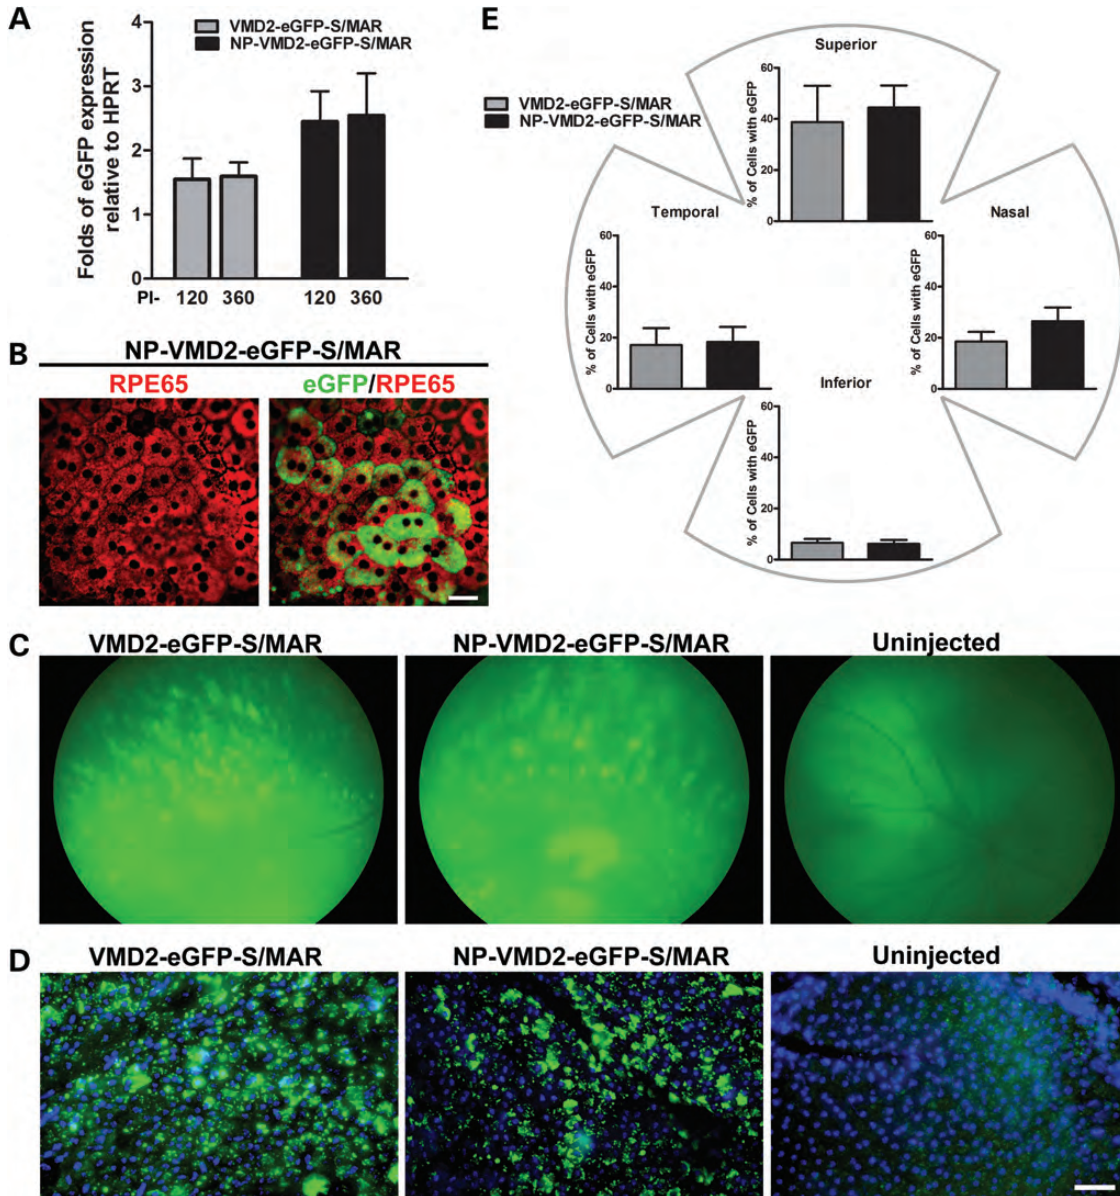 A
VMD2-eGFP-S/MAR
NP-VMD2-eGFP-S/MAR
Folds of eGFP expression
relative to HPRT
4
3
2
1
0
PI- 120 360 120 360
B
NP-VMD2-eGFP-S/MAR
RPE65 eGFP/RPE65
E
VMD2-eGFP-S/MAR
NP-VMD2-eGFP-S/MAR
Superior
% of Cells with eGFP
60
40
20
0
Temporal
% of Cells with eGFP
60
40
20
0
Nasal
% of Cells with eGFP
60
40
20
0
Inferior
% of Cells with eGFP
60
40
20
0
C
VMD2-eGFP-S/MAR NP-VMD2-eGFP-S/MAR Uninjected
D
VMD2-eGFP-S/MAR NP-VMD2-eGFP-S/MAR Uninjected